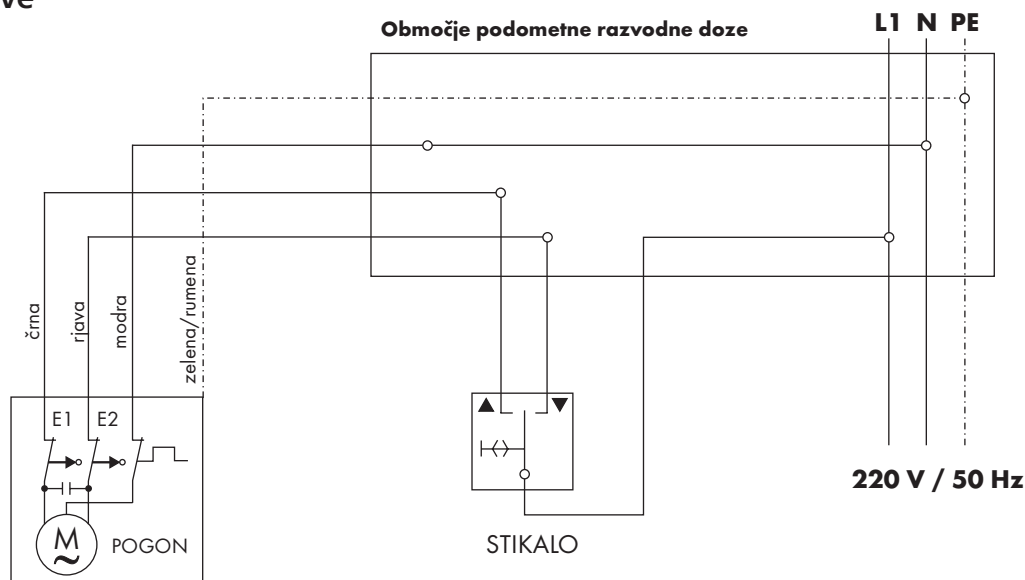 ve
Območje podometne razvodne doze
L1 N PE
črna
rjava
modra
zelena/rumena
E1 E2
M
POGON
STIKALO
220 V / 50 Hz